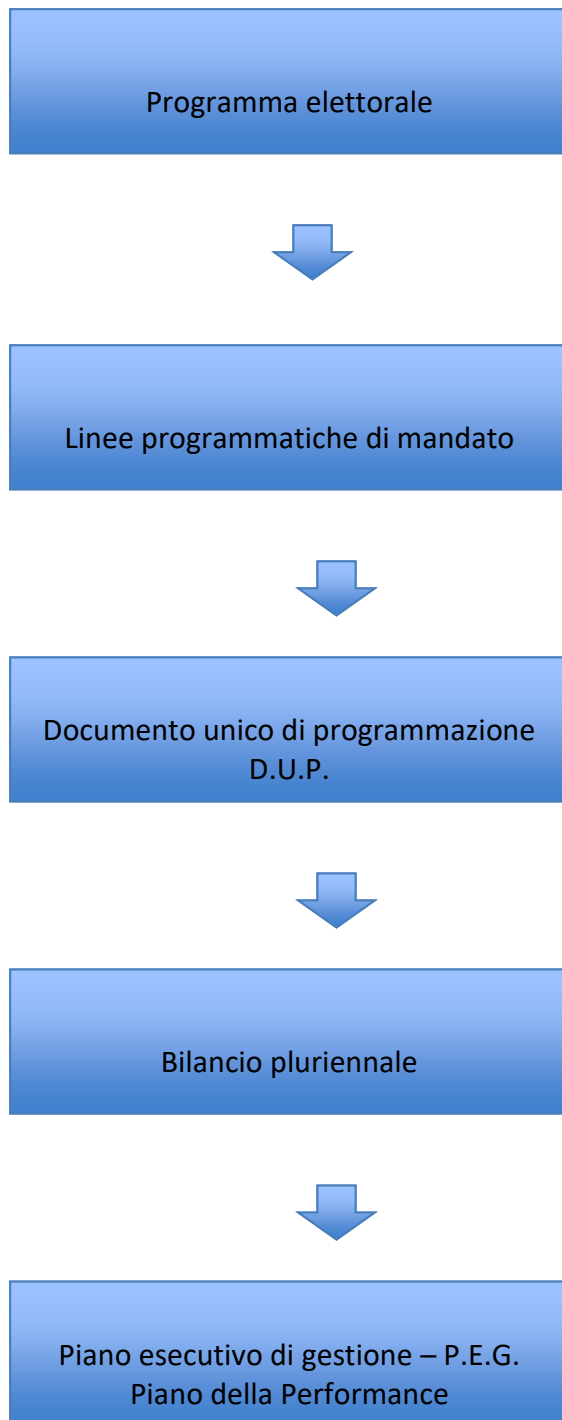 Programma elettorale
Linee programmatiche di mandato
Documento unico di programmazione
D.U.P.
Bilancio pluriennale
Piano esecutivo di gestione – P.E.G.
Piano della Performance